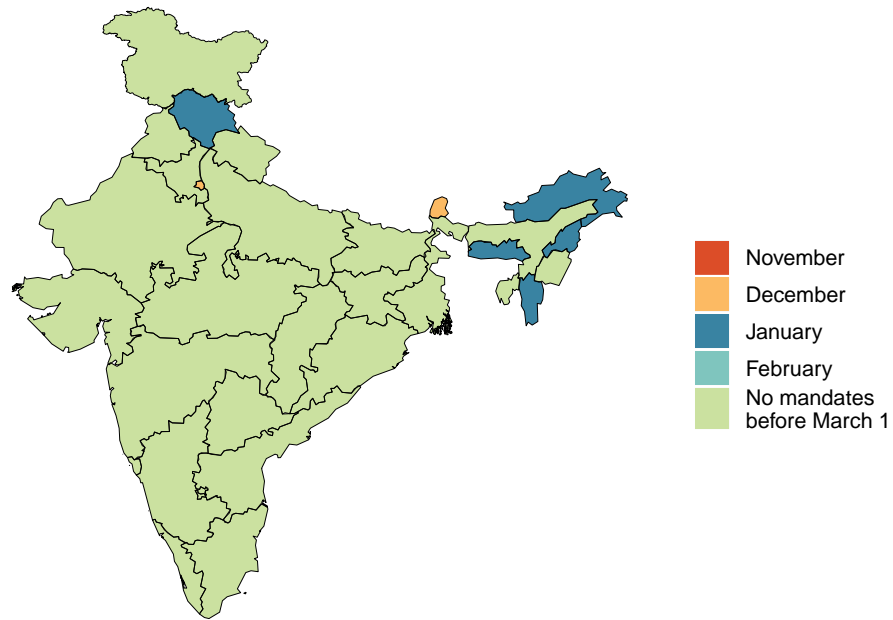 November
December
January
February
No mandates
before March 1